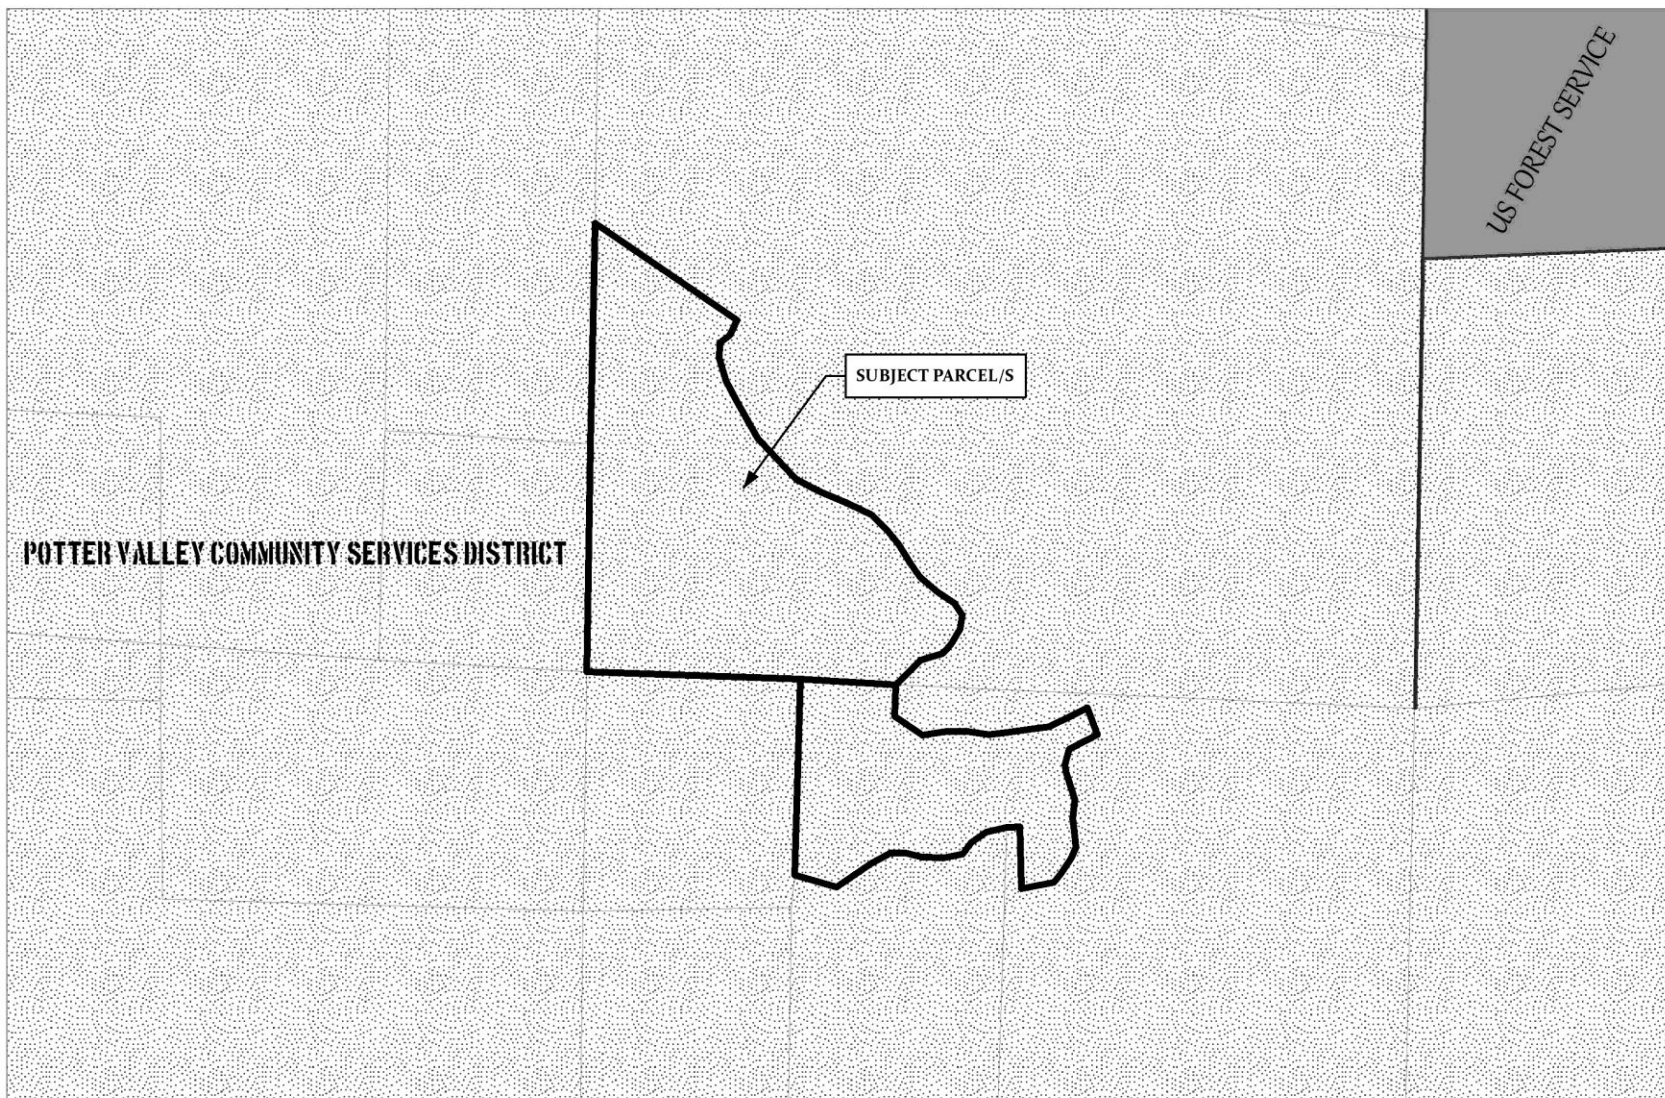 US FOREST SERVICE
SUBJECT PARCEL/S
POTTER VALLEY COMMUNITY SERVICES DISTRICT